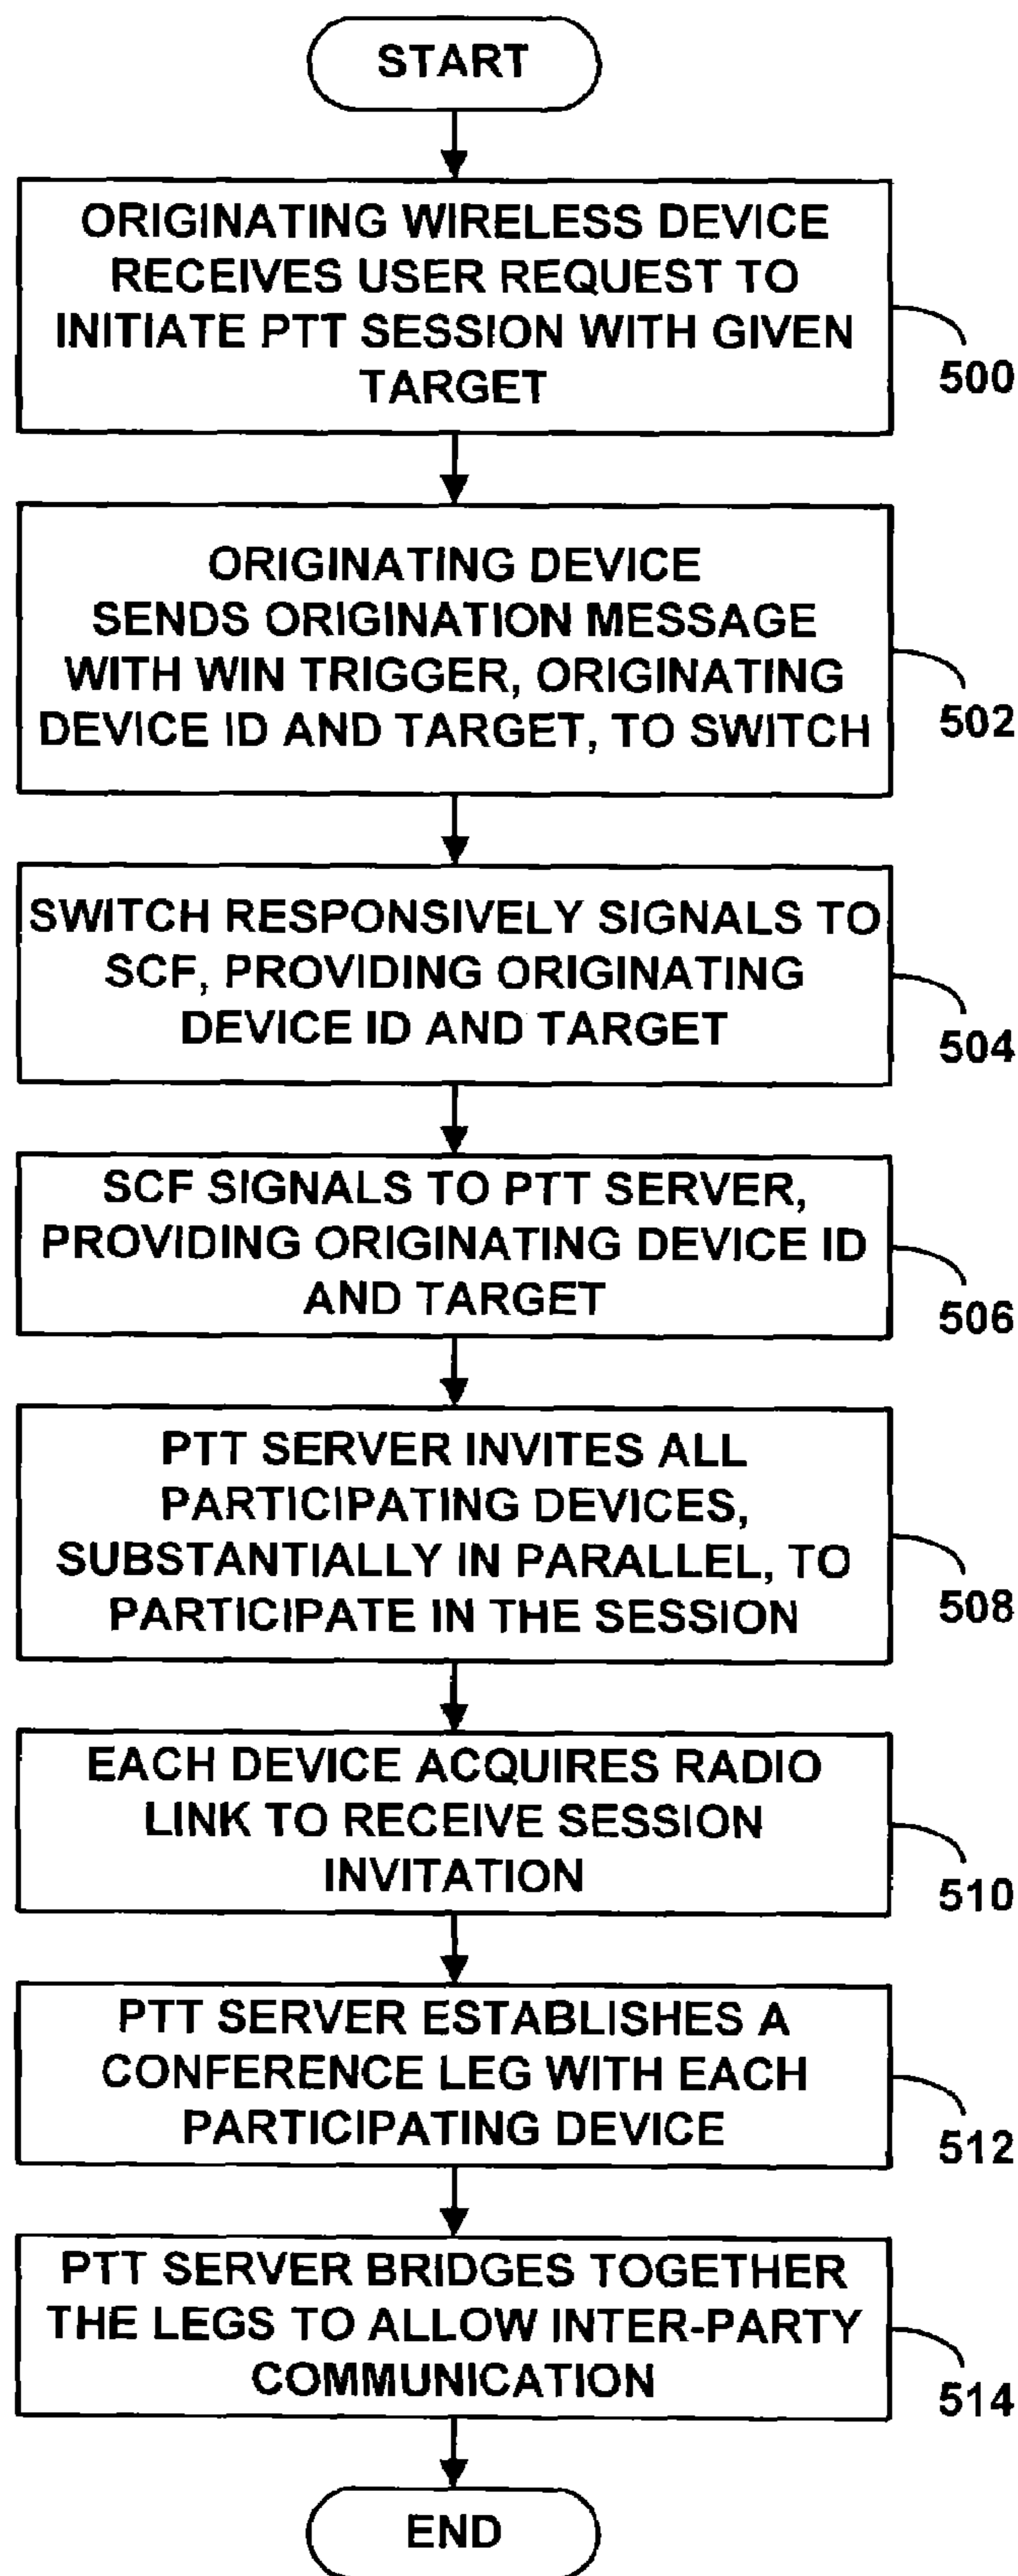 START
ORIGINATING WIRELESS DEVICE
RECEIVES USER REQUEST TO
INITIATE PTT SESSION WITH GIVEN
TARGET
500
ORIGINATING DEVICE
SENDS ORIGINATION MESSAGE
WITH WIN TRIGGER, ORIGINATING
DEVICE ID AND TARGET, TO SWITCH
502
SWITCH RESPONSIVELY SIGNALS TO
SCF, PROVIDING ORIGINATING
DEVICE ID AND TARGET
504
SCF SIGNALS TO PTT SERVER,
PROVIDING ORIGINATING DEVICE ID
AND TARGET
506
PTT SERVER INVITES ALL
PARTICIPATING DEVICES,
SUBSTANTIALLY IN PARALLEL, TO
PARTICIPATE IN THE SESSION
508
EACH DEVICE ACQUIRES RADIO
LINK TO RECEIVE SESSION
INVITATION
510
PTT SERVER ESTABLISHES A
CONFERENCE LEG WITH EACH
PARTICIPATING DEVICE
512
PTT SERVER BRIDGES TOGETHER
THE LEGS TO ALLOW INTER-PARTY
COMMUNICATION
514
END